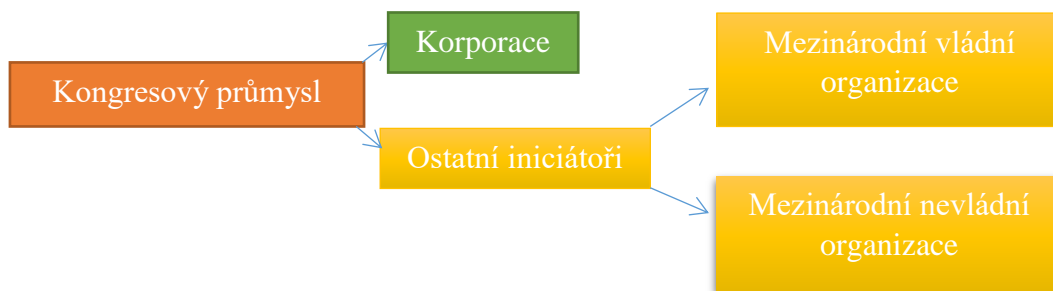 Korporace
Kongresový průmysl
Ostatní iniciátoři
Mezinárodní vládní
organizace
Mezinárodní nevládní
organizace